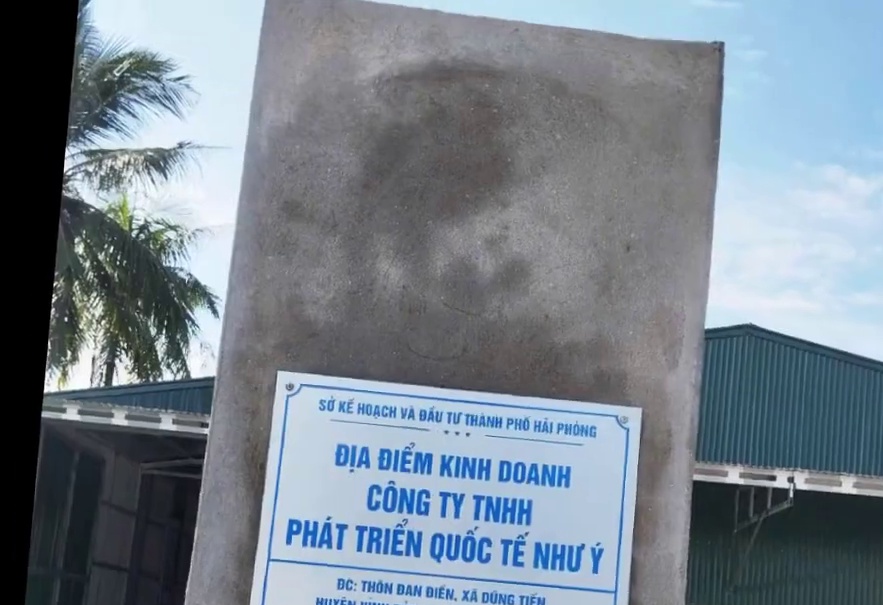 SỞ KẾ HOẠCH VÀ ĐẦU TƯ THÀNH PHỐ HẢI PHÒNG
ĐỊA ĐIỂM KINH DOANH
CÔNG TY TNHH
PHÁT TRIỂN QUỐC TẾ NHƯ Ý
ĐC: THÔN ĐAN ĐIỀN, XÃ DŨNG TIẾN,
HUYỆN